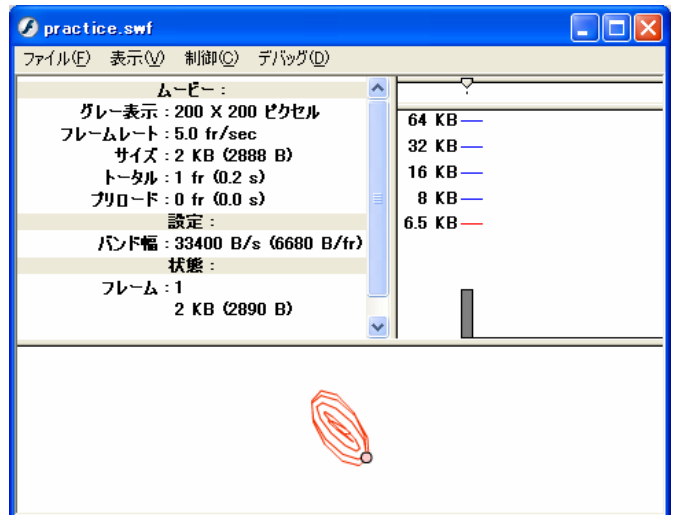 practice.swf
ファイル(F) 表示(V) 制御(C) デバッグ(D)
ムービー :
グレー表示 : 200 X 200 ピクセル
フレームレート : 5.0 fr/sec
サイズ : 2 KB (2888 B)
トータル : 1 fr (0.2 s)
プリロード : 0 fr (0.0 s)
設定 :
バンド幅 : 33400 B/s (6680 B/fr)
状態 :
フレーム : 1
2 KB (2890 B)
64 KB
32 KB
16 KB
8 KB
6.5 KB